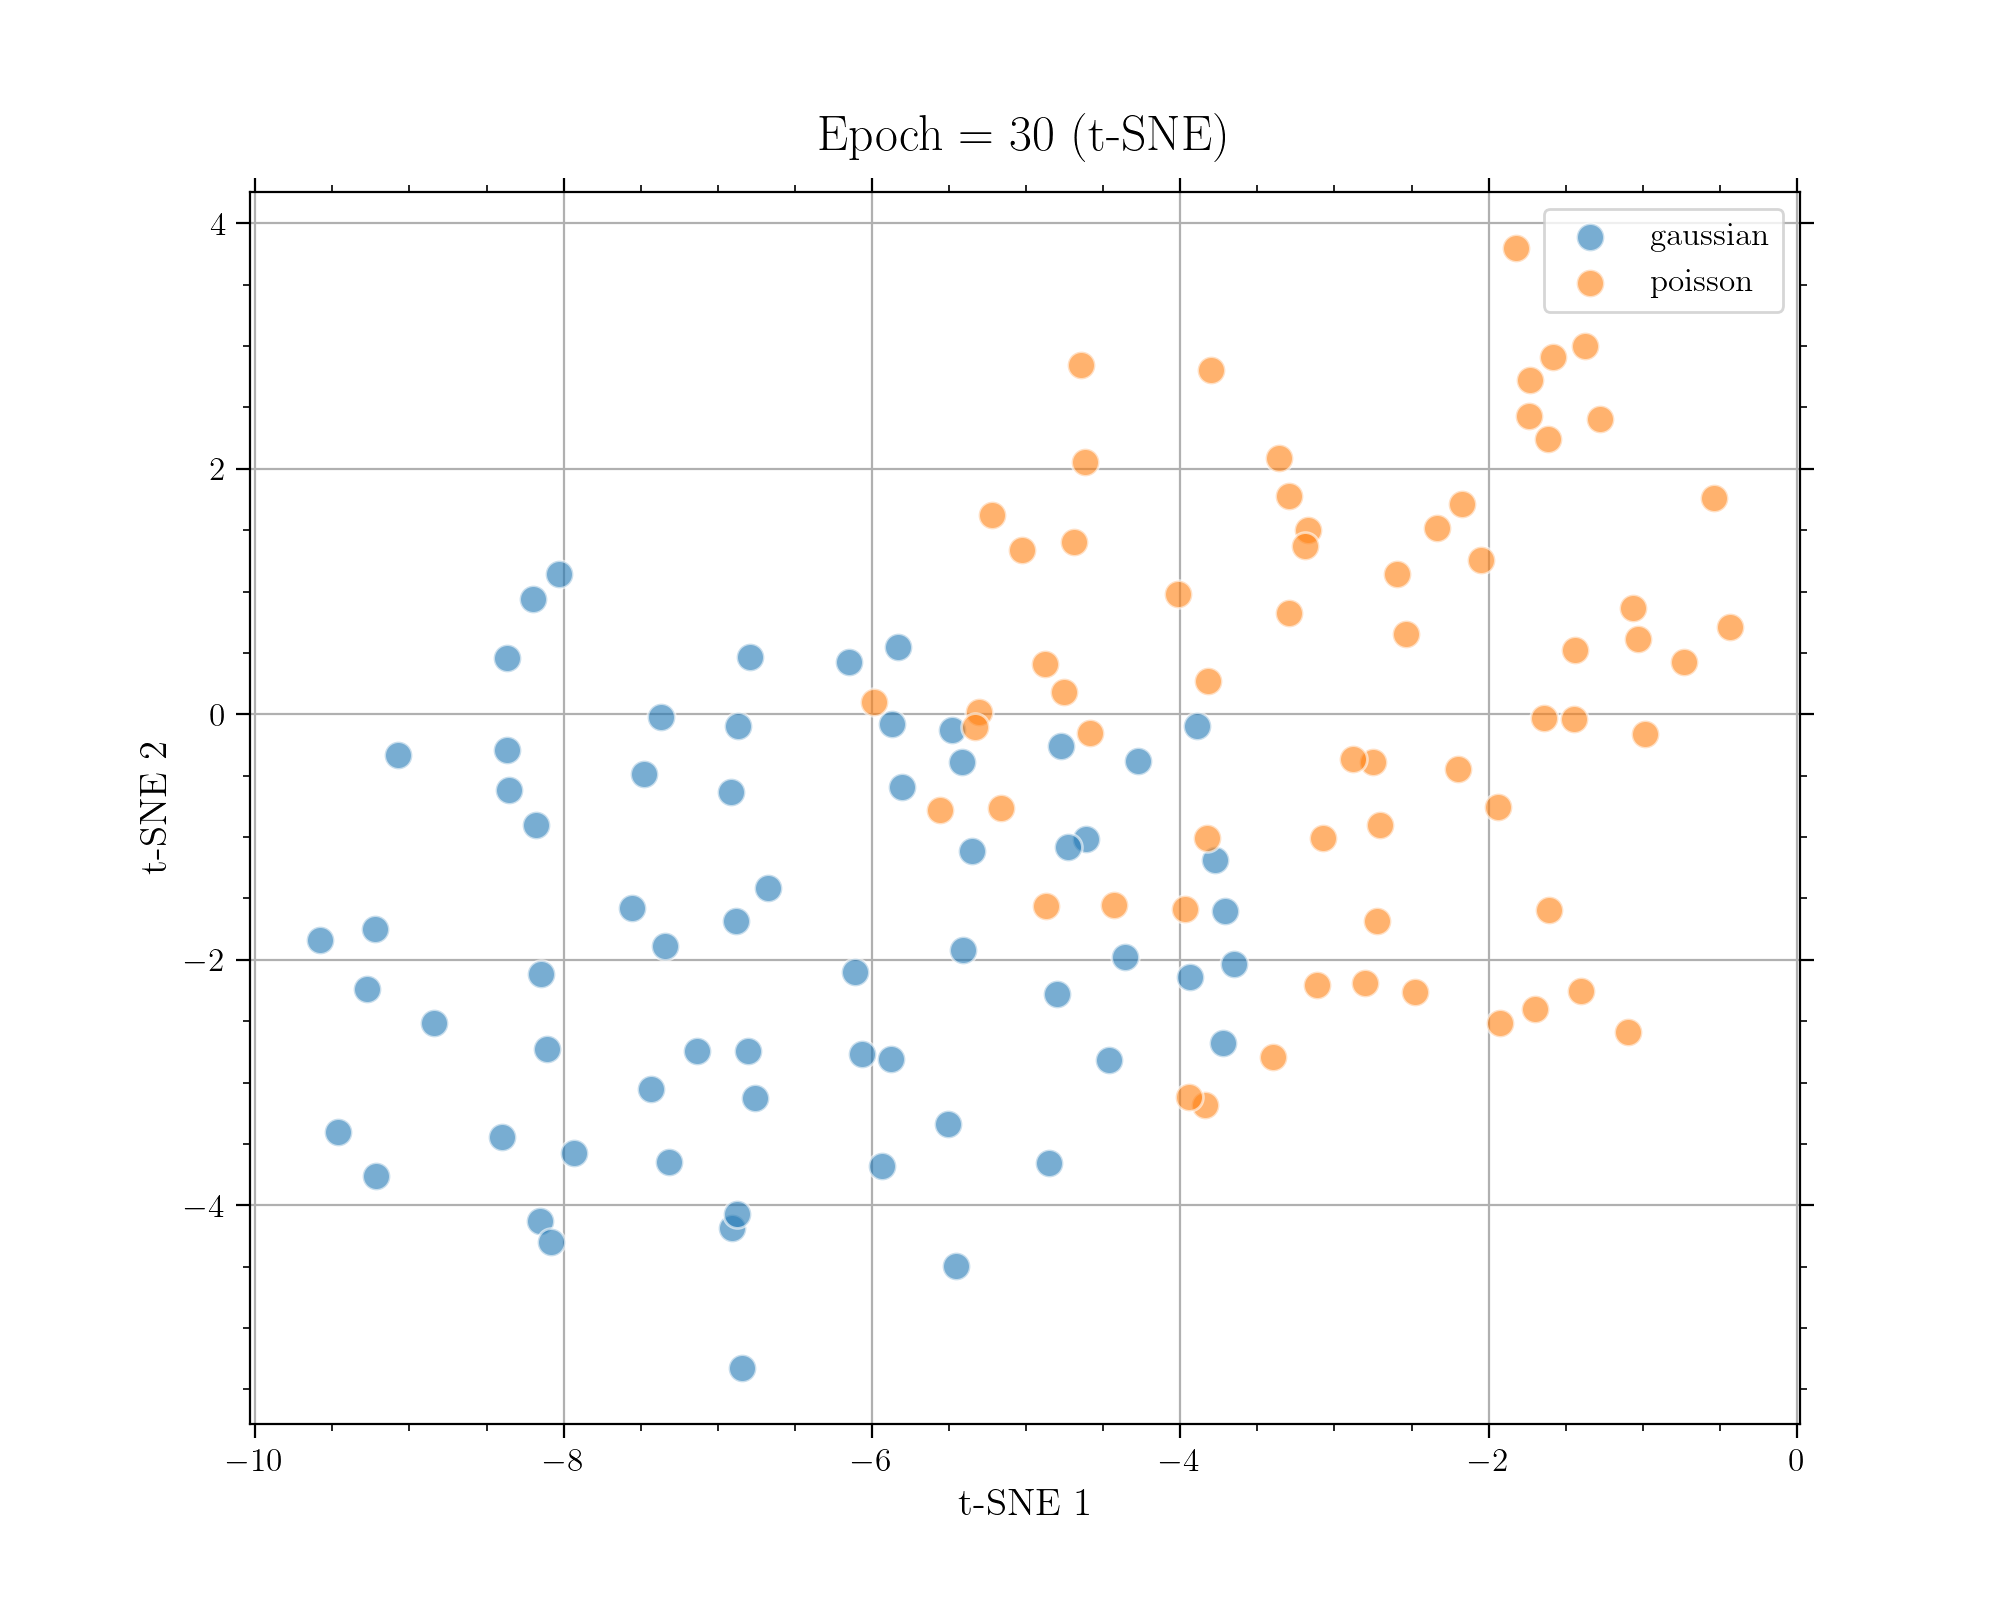 Epoch = 30 (t-SNE)
gaussian
poisson
4
2
0
−2
−4
t-SNE 2
−10 −8 −6 −4 −2 0
t-SNE 1